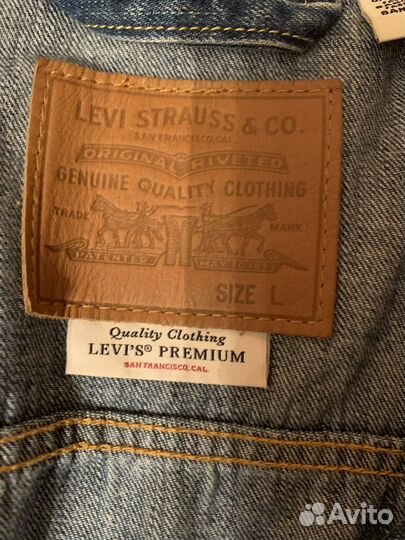 LEVI STRAUSS & CO.
SAN FRANCISCO, CAL.
ORIGINAL RIVETED
GENUINE QUALITY CLOTHING
TRADE MARK
PATENTED MAY 20 1873
SIZE L
Quality Clothing
LEVI'S® PREMIUM
SAN FRANCISCO, CAL.
Avito